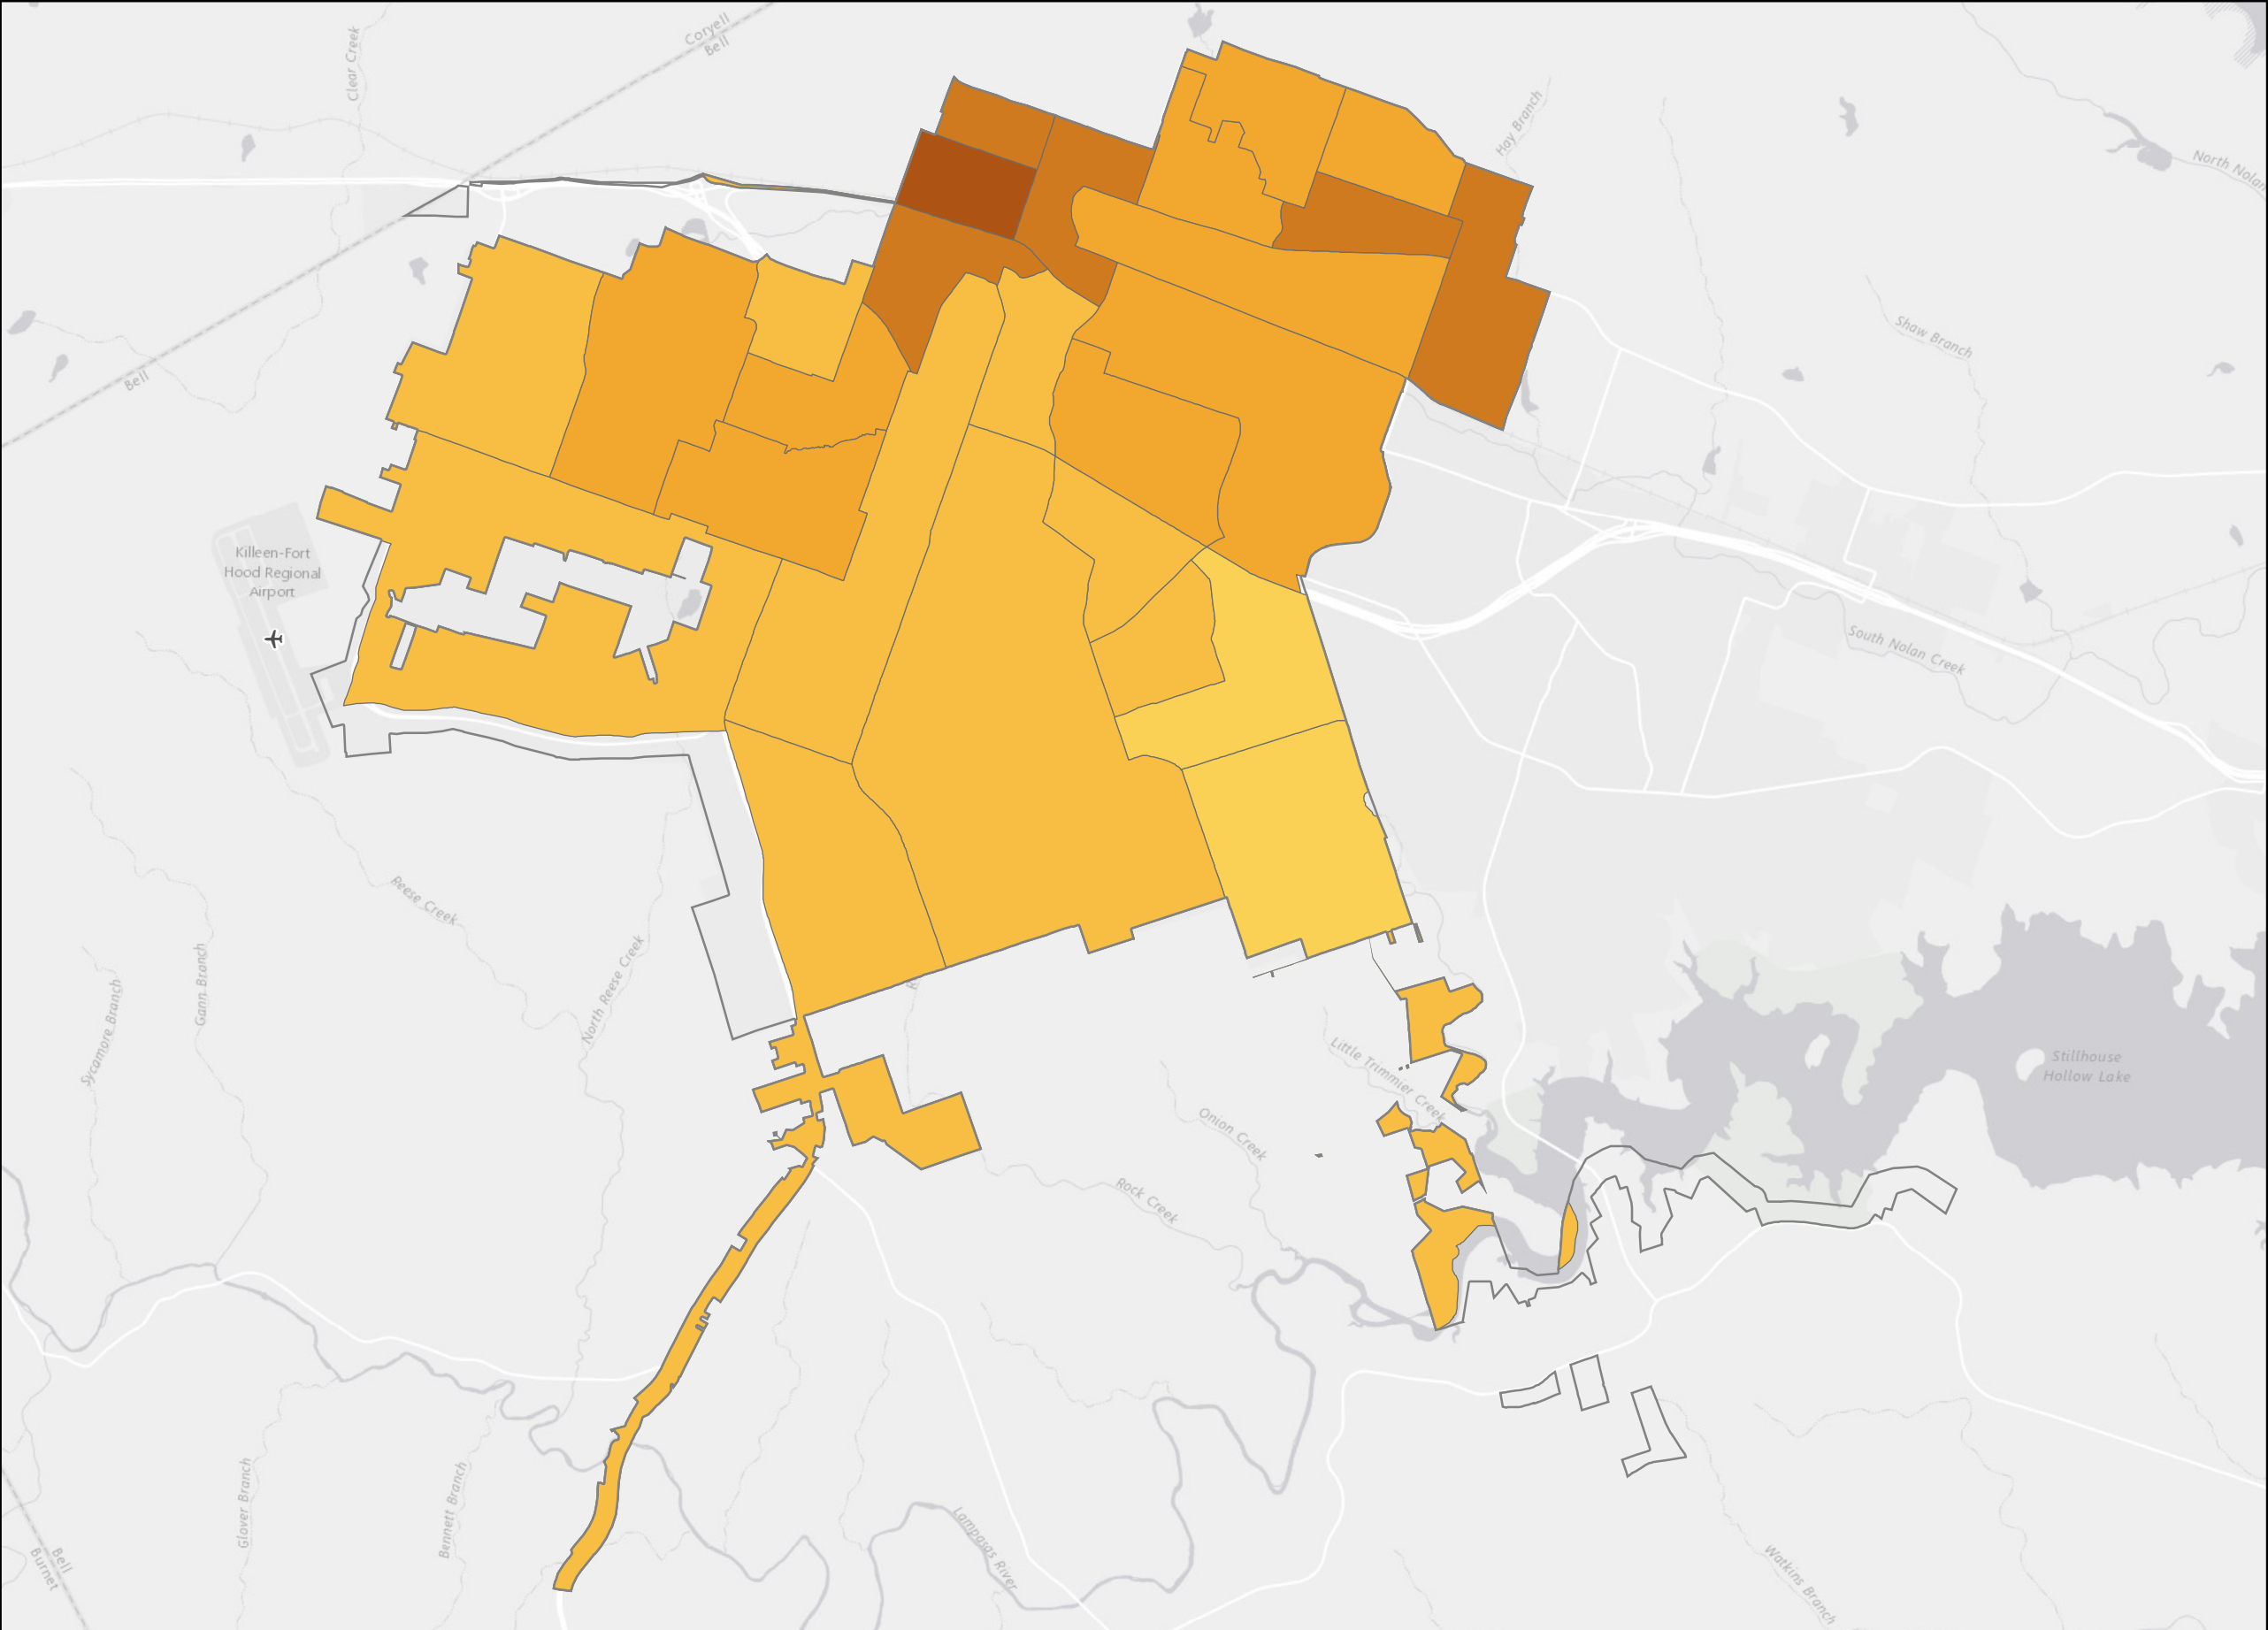 Coryell
Bell
Clear Creek
Hay Branch
North Nolan
Bell
Shaw Branch
Killeen-Fort
Hood Regional
Airport
South Nolan Creek
Reese Creek
Gann Branch
North Reese Creek
Sycamore Branch
Little Trimmier Creek
Stillhouse
Hollow Lake
Onion Creek
Rock Creek
Glover Branch
Bennett Branch
Lampasas River
Watkins Branch
Bell
Burnet